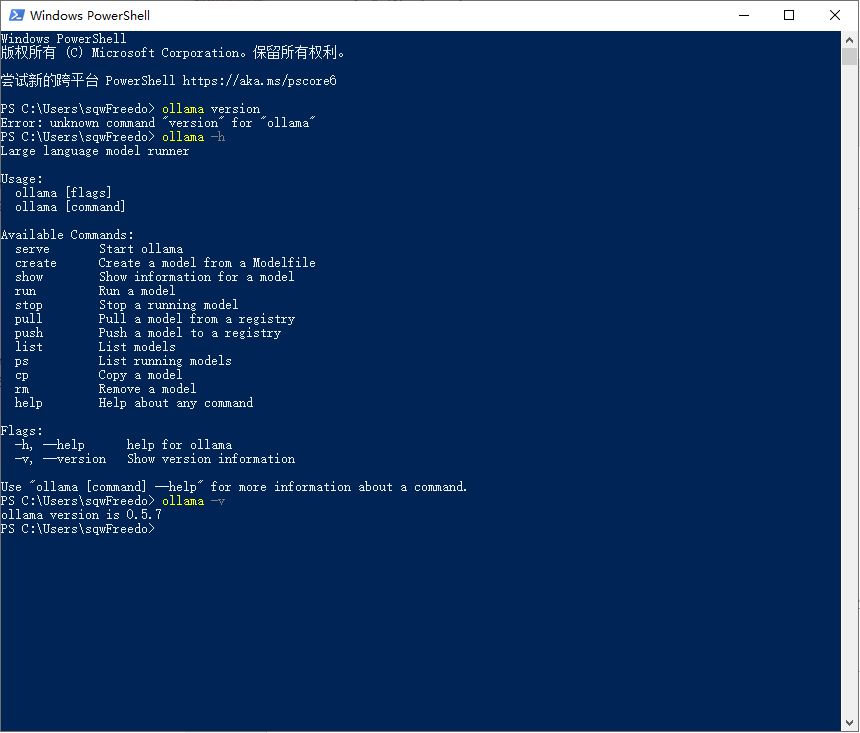 Windows PowerShell
Windows PowerShell
版权所有 (C) Microsoft Corporation。保留所有权利。
尝试新的跨平台 PowerShell https://aka.ms/pscore6
PS C:\Users\sqwFreedo> ollama version
Error: unknown command "version" for "ollama"
PS C:\Users\sqwFreedo> ollama -h
Large language model runner
Usage:
  ollama [flags]
  ollama [command]
Available Commands:
  serve       Start ollama
  create      Create a model from a Modelfile
  show        Show information for a model
  run         Run a model
  stop        Stop a running model
  pull        Pull a model from a registry
  push        Push a model to a registry
  list        List models
  ps          List running models
  cp          Copy a model
  rm          Remove a model
  help        Help about any command
Flags:
  -h, --help      help for ollama
  -v, --version   Show version information
Use "ollama [command] --help" for more information about a command.
PS C:\Users\sqwFreedo> ollama -v
ollama version is 0.5.7
PS C:\Users\sqwFreedo>